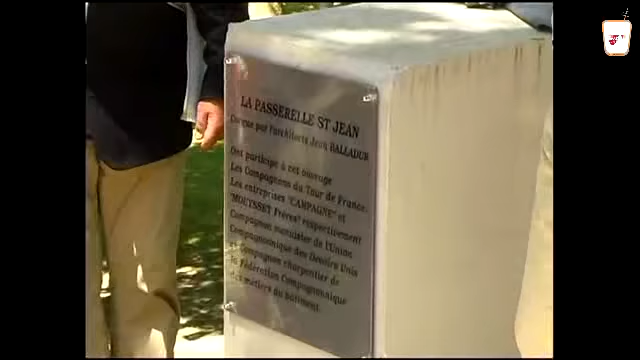 LA PASSERELLE ST JEAN
Conçue par l'architecte Jean BALLADUR
Ont participé à cet ouvrage
Les Compagnons du Tour de France,
Les entreprises "CAMPAGNE" et
"MOUYSSET Frères" respectivement
Compagnon menuisier de l'Union
Compagnonnique des Devoirs Unis
et Compagnon charpentier de
la Fédération Compagnonnique
des métiers du bâtiment.